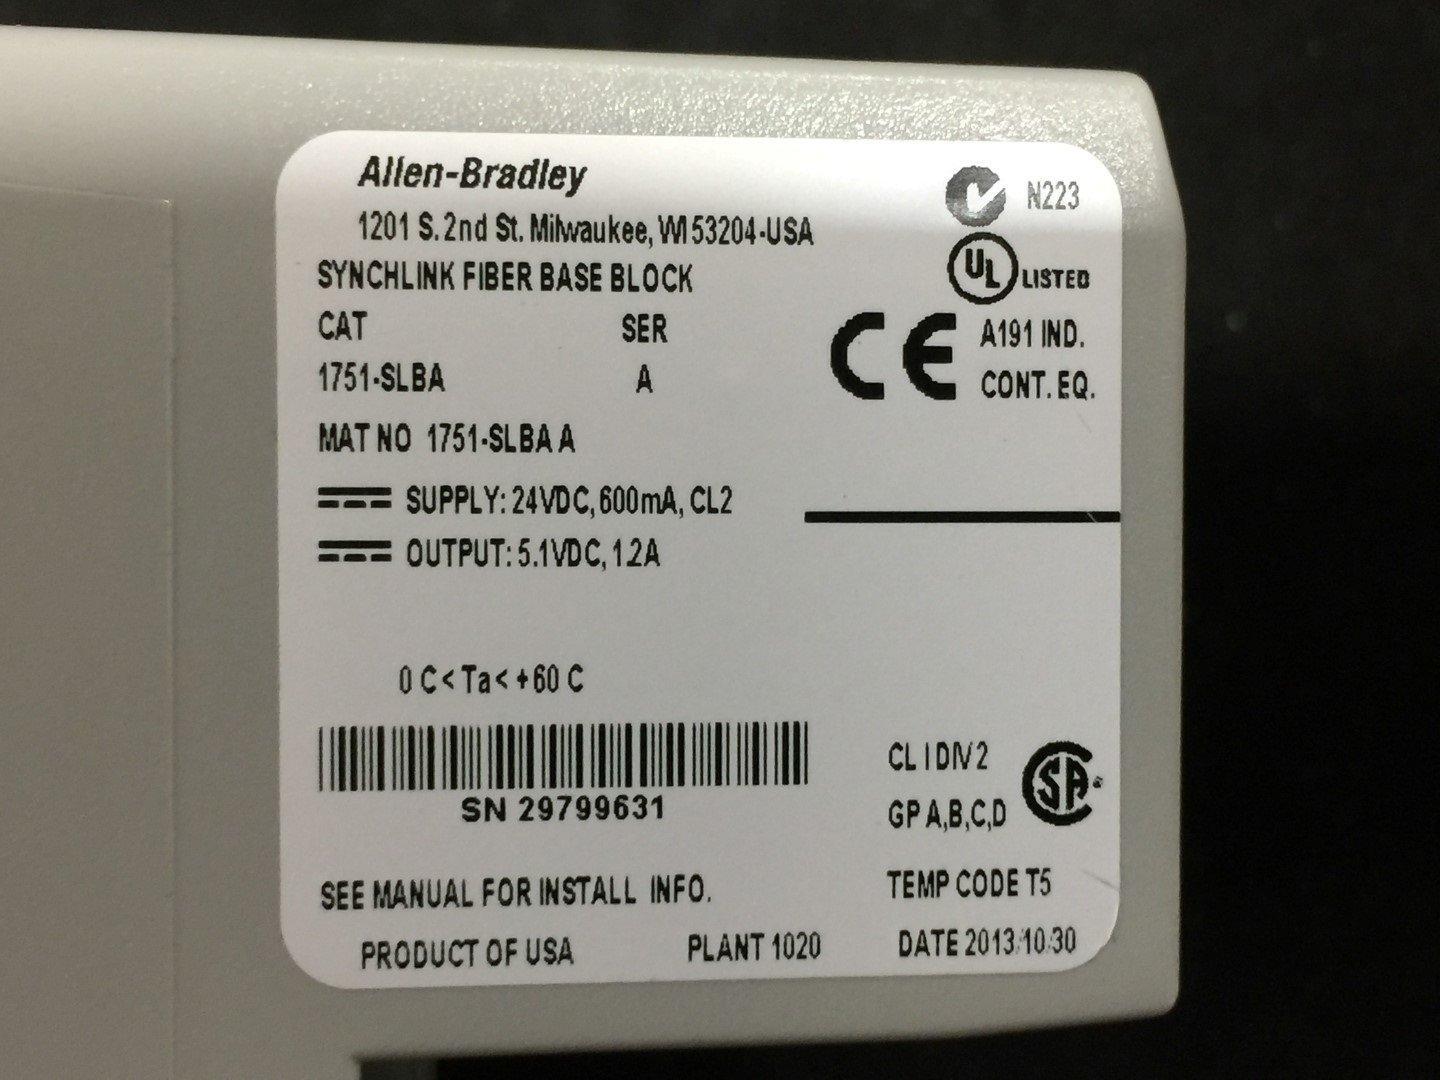 Allen-Bradley
1201 S. 2nd St. Milwaukee, WI 53204-USA
N223
SYNCHLINK FIBER BASE BLOCK
UL LISTED
CAT SER
1751-SLBA A
CE
A191 IND.
CONT. EQ.
MAT NO 1751-SLBA A
SUPPLY: 24VDC, 600mA, CL2
OUTPUT: 5.1VDC, 1.2A
0 C < Ta < +60 C
SN 29799631
CL I DIV 2
GP A,B,C,D
SA
SEE MANUAL FOR INSTALL INFO.
TEMP CODE T5
PRODUCT OF USA PLANT 1020 DATE 2013/10/30